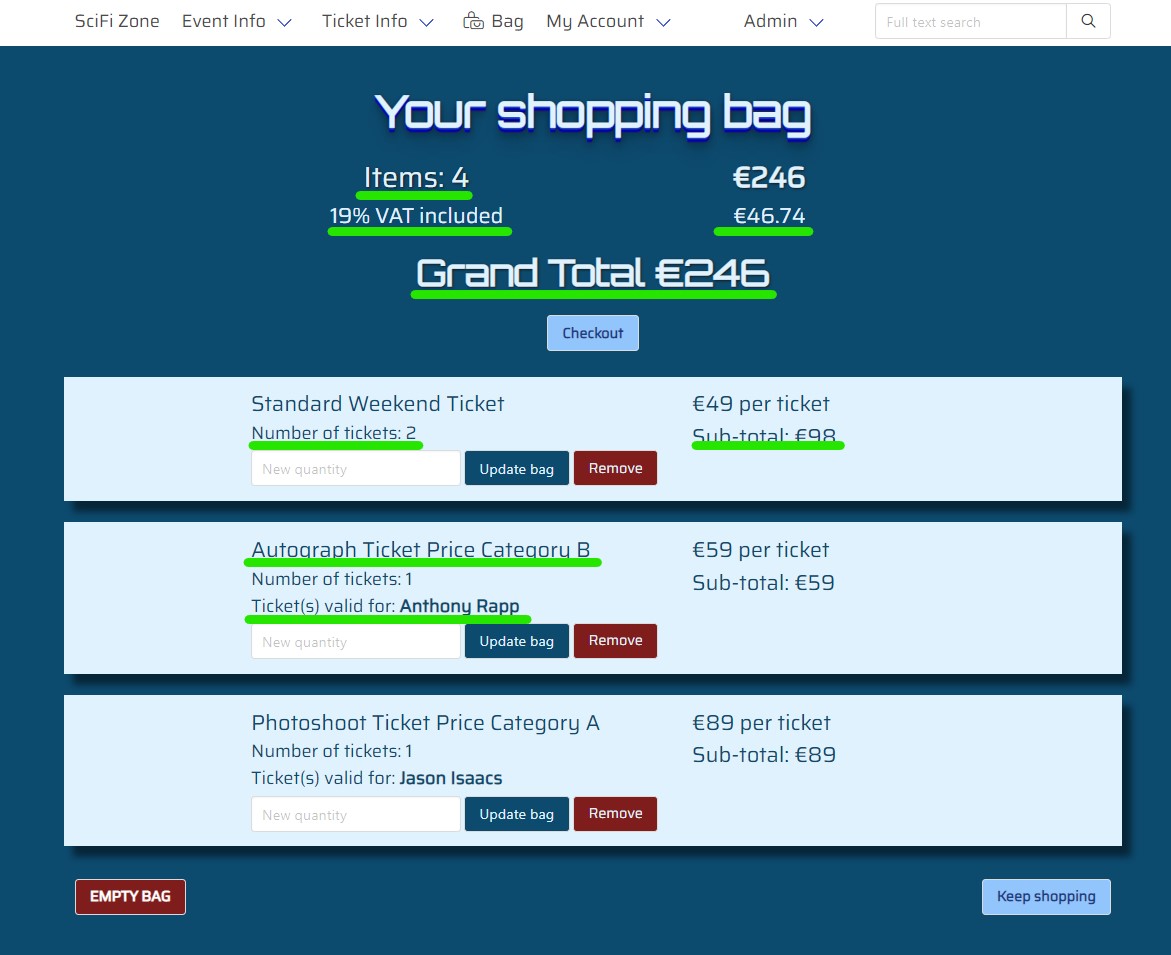 SciFi Zone Event Info Ticket Info Bag My Account Admin Full text search
Your shopping bag
Items: 4 €246
19% VAT included €46.74
Grand Total €246
Checkout
Standard Weekend Ticket €49 per ticket
Number of tickets: 2 Sub-total: €98
New quantity Update bag Remove
Autograph Ticket Price Category B €59 per ticket
Number of tickets: 1 Sub-total: €59
Ticket(s) valid for: Anthony Rapp
New quantity Update bag Remove
Photoshoot Ticket Price Category A €89 per ticket
Number of tickets: 1 Sub-total: €89
Ticket(s) valid for: Jason Isaacs
New quantity Update bag Remove
EMPTY BAG Keep shopping